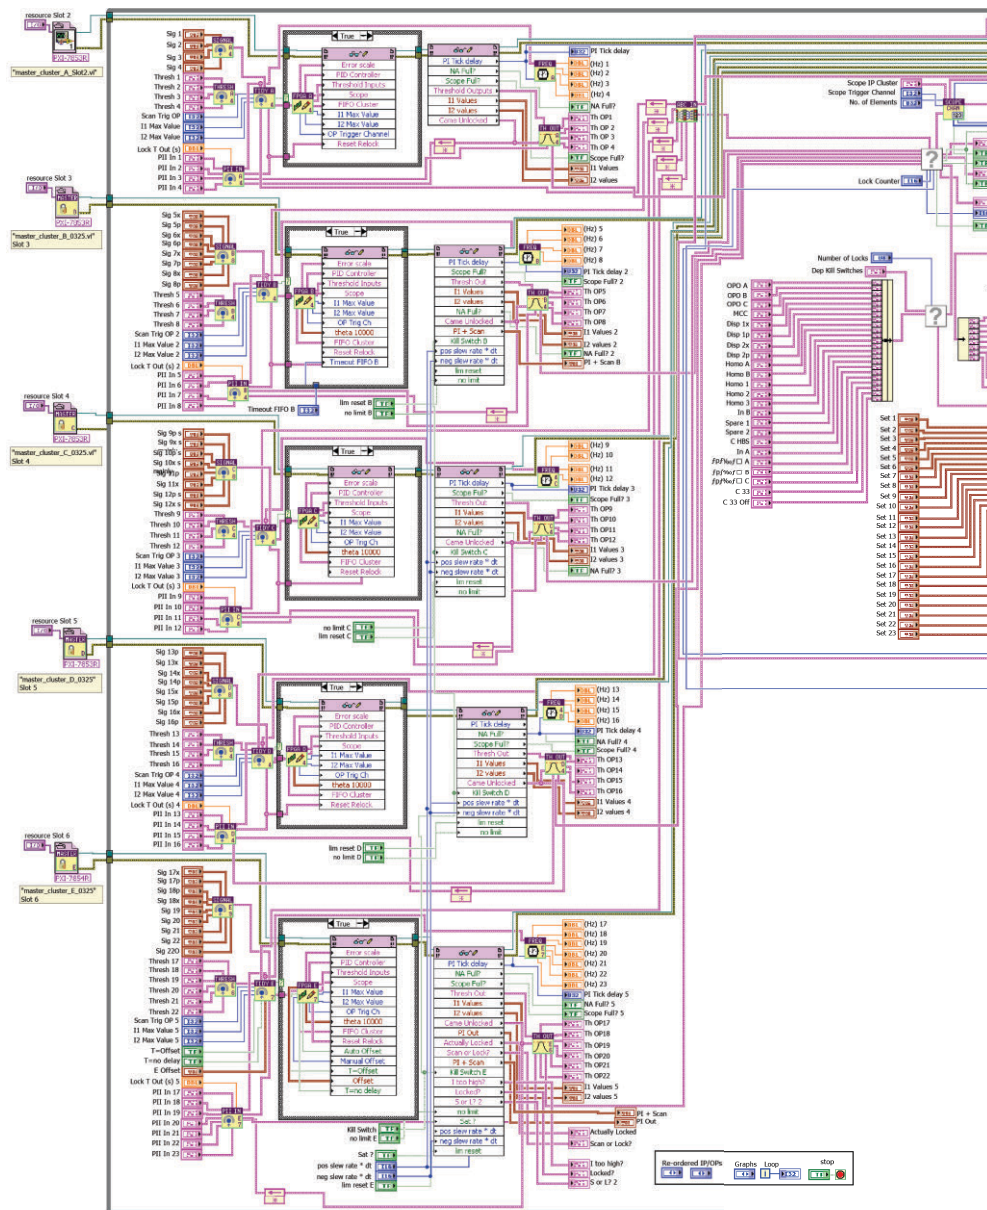 resource Slot 2
PXI-7853R
"master_cluster_A_Slot2.vi"
Sig 1
Sig 2
Sig 3
Sig 4
Thresh 1
Thresh 2
Thresh 3
Thresh 4
Scan Trig OP
I1 Max Value
I2 Max Value
Lock T Out (s)
PII In 1
PII In 2
PII In 3
PII In 4
True
Error scale
PID Controller
Threshold Inputs
Scope
FIFO Cluster
I1 Max Value
I2 Max Value
OP Trigger Channel
Reset Relock
PI Tick delay
NA Full?
Scope Full?
Threshold Outputs
I1 Values
I2 Values
Came Unlocked
FREQ
TH OUT
PI Tick delay
(Hz) 1
(Hz) 2
(Hz) 3
(Hz) 4
NA Full?
Th OP1
Th OP 2
Th OP 3
Th OP 4
Scope Full?
I1 Values
I2 values
Scope IP Cluster
Scope Trigger Channel
No. of Elements
Lock Counter
resource Slot 3
PXI-7853R
"master_cluster_B_0325.vi"
Slot 3
Sig 5x
Sig 5p
Sig 6x
Sig 6p
Sig 7x
Sig 7p
Sig 8x
Sig 8p
Thresh 5
Thresh 6
Thresh 7
Thresh 8
Scan Trig OP 2
I1 Max Value 2
I2 Max Value 2
Lock T Out (s) 2
PII In 5
PII In 6
PII In 7
PII In 8
True
Error scale
PID Controller
Threshold Inputs
Scope
I1 Max Value
I2 Max Value
OP Trig Ch
theta 10000
FIFO Cluster
Reset Relock
Timeout FIFO B
Timeout FIFO B
lim reset B
no limit B
PI Tick delay
Scope Full?
Thresh Out
I1 Values
I2 values
NA Full?
Came Unlocked
PI + Scan
Kill Switch D
pos slew rate * dt
neg slew rate * dt
lim reset
no limit
(Hz) 5
(Hz) 6
(Hz) 7
(Hz) 8
PI Tick delay 2
Scope Full? 2
Th OP5
Th OP6
Th OP7
Th OP8
I1 Values 2
I2 values 2
NA Full? 2
PI + Scan B
Number of Locks
Dep Kill Switches
OPO A
OPO B
OPO C
MCC
Disp 1x
Disp 1p
Disp 2x
Disp 2p
Homo A
Homo B
Homo 1
Homo 2
Homo 3
In B
Spare 1
Spare 2
C HBS
In A
C 33
C 33 Off
Set 1
Set 2
Set 3
Set 4
Set 5
Set 6
Set 7
Set 8
Set 9
Set 10
Set 11
Set 12
Set 13
Set 14
Set 15
Set 16
Set 17
Set 18
Set 19
Set 20
Set 21
Set 22
Set 23
resource Slot 4
PXI-7853R
"master_cluster_C_0325.vi"
Slot 4
Sig 9p s
Sig 9x s
Sig 10p s
Sig 10x s
Sig 11x
Sig 12p s
Sig 12x s
Thresh 9
Thresh 10
Thresh 11
Thresh 12
Scan Trig OP 3
I1 Max Value 3
I2 Max Value 3
Lock T Out (s) 3
PII In 9
PII In 10
PII In 11
PII In 12
True
Error scale
PID Controller
Threshold Inputs
Scope
I1 Max Value
I2 Max Value
OP Trig Ch
theta 10000
FIFO Cluster
Reset Relock
no limit C
lim reset C
PI Tick delay
Scope Full?
Thresh Out
I1 Values
I2 values
NA Full?
Came Unlocked
Kill Switch C
pos slew rate * dt
neg slew rate * dt
lim reset
no limit
(Hz) 9
(Hz) 10
(Hz) 11
(Hz) 12
PI Tick delay 3
Scope Full? 3
Th OP9
Th OP10
Th OP11
Th OP12
I1 Values 3
I2 values 3
NA Full? 3
resource Slot 5
PXI-7853R
"master_cluster_D_0325"
Slot 5
Sig 13p
Sig 13x
Sig 14x
Sig 14p
Sig 15x
Sig 15p
Sig 16x
Sig 16p
Thresh 13
Thresh 14
Thresh 15
Thresh 16
Scan Trig OP 4
I1 Max Value 4
I2 Max Value 4
Lock T Out (s) 4
PII In 13
PII In 14
PII In 15
PII In 16
True
Error scale
PID Controller
Threshold Inputs
Scope
I1 Max Value
I2 Max Value
OP Trig Ch
theta 10000
FIFO Cluster
Reset Relock
lim reset D
no limit D
PI Tick delay
NA Full?
Scope Full?
Thresh Out
I1 Values
I2 values
Came Unlocked
Kill Switch D
pos slew rate * dt
neg slew rate * dt
lim reset
no limit
(Hz) 13
(Hz) 14
(Hz) 15
(Hz) 16
PI Tick delay 4
NA Full? 4
Scope Full? 4
Th OP13
Th OP14
Th OP15
Th OP16
I1 Values 4
I2 values 4
resource Slot 6
PXI-7854R
"master_cluster_E_0325"
Slot 6
Sig 17x
Sig 17p
Sig 18p
Sig 18x
Sig 19
Sig 20
Sig 21
Sig 22
Sig 22O
Thresh 17
Thresh 18
Thresh 19
Thresh 20
Thresh 21
Thresh 22
Scan Trig OP 5
I1 Max Value 5
I2 Max Value 5
T=Offset
T=no delay
E Offset
Lock T Out (s) 5
PII In 17
PII In 18
PII In 19
PII In 20
PII In 21
PII In 22
PII In 23
True
Error scale
PID Controller
Threshold Inputs
Scope
I1 Max Value
I2 Max Value
OP Trig Ch
theta 10000
FIFO Cluster
Reset Relock
Auto Offset
Manual Offset
T=Offset
Offset
T=no delay
Kill Switch
no limit E
Sat ?
pos slew rate * dt
neg slew rate * dt
lim reset E
PI Tick delay
NA Full?
Scope Full?
Thresh Out
I1 Values
I2 values
Came Unlocked
PI Out
Actually Locked
Scan or Lock?
PI + Scan
Kill Switch E
I too high?
Locked?
S or L? 2
no limit
Sat ?
pos slew rate * dt
neg slew rate * dt
lim reset
(Hz) 17
(Hz) 18
(Hz) 19
(Hz) 20
(Hz) 21
(Hz) 22
(Hz) 23
PI Tick delay 5
NA Full? 5
Scope Full? 5
Th OP17
Th OP18
Th OP19
Th OP20
Th OP21
Th OP22
I1 Values 5
I2 values 5
PI + Scan
PI Out
Actually Locked
Scan or Lock?
I too high?
Locked?
S or L? 2
Re-ordered IP/OPs
Graphs
Loop
stop